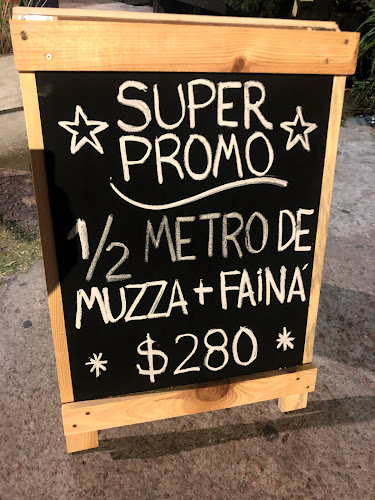 SUPER
PROMO
1/2 METRO DE
MUZZA + FAINÁ
$280